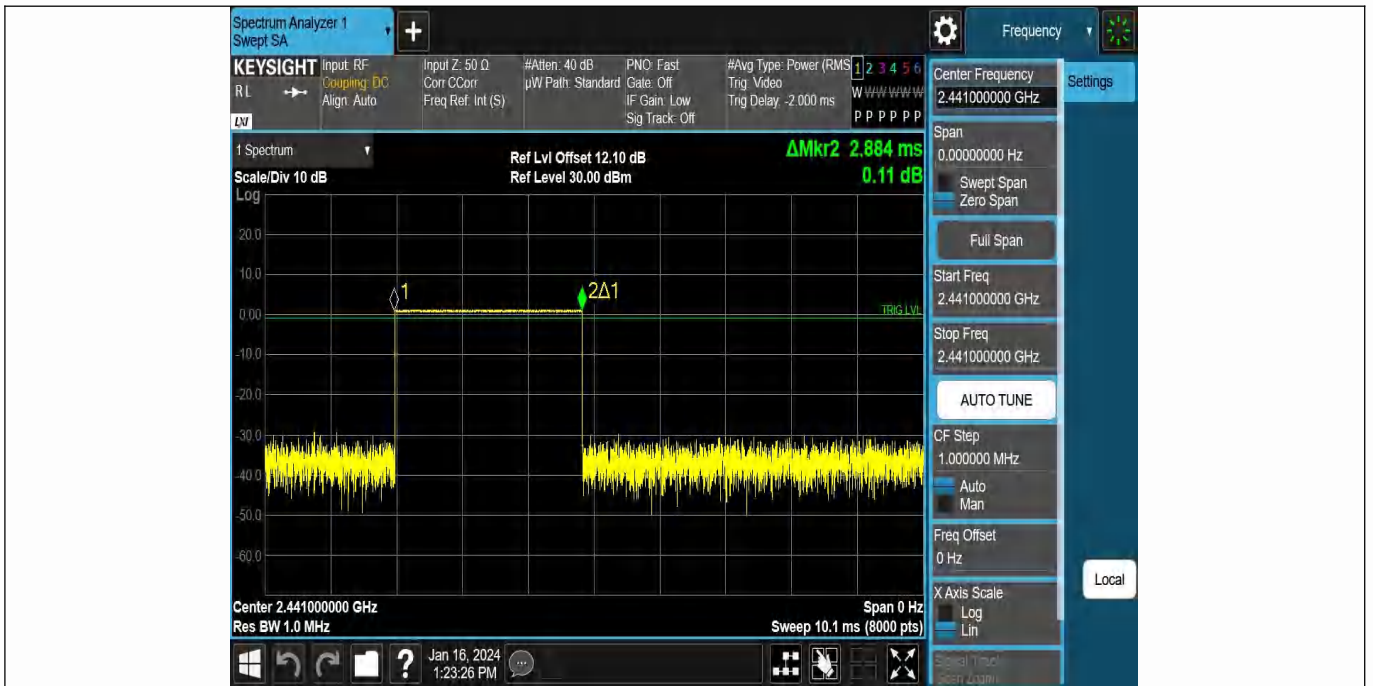 Spectrum Analyzer 1
Swept SA
+
Frequency
KEYSIGHT
RL
LXI
Input: RF
Coupling: DC
Align: Auto
Input Z: 50 Ω
Corr CCorr
Freq Ref: Int (S)
#Atten: 40 dB
µW Path: Standard
PNO: Fast
Gate: Off
IF Gain: Low
Sig Track: Off
#Avg Type: Power (RMS
Trig: Video
Trig Delay: -2.000 ms
1 2 3 4 5 6
W W W W W W
P P P P P P
Center Frequency
2.441000000 GHz
Settings
1 Spectrum
Scale/Div 10 dB
Log
Ref Lvl Offset 12.10 dB
Ref Level 30.00 dBm
ΔMkr2 2.884 ms
0.11 dB
20.0
10.0
0.00
-10.0
-20.0
-30.0
-40.0
-50.0
-60.0
1
2Δ1
TRIG LVL
Center 2.441000000 GHz
Res BW 1.0 MHz
Span 0 Hz
Sweep 10.1 ms (8000 pts)
Span
0.00000000 Hz
Swept Span
Zero Span
Full Span
Start Freq
2.441000000 GHz
Stop Freq
2.441000000 GHz
AUTO TUNE
CF Step
1.000000 MHz
Auto
Man
Freq Offset
0 Hz
X Axis Scale
Log
Lin
Signal Track
Local
?
Jan 16, 2024
1:23:26 PM